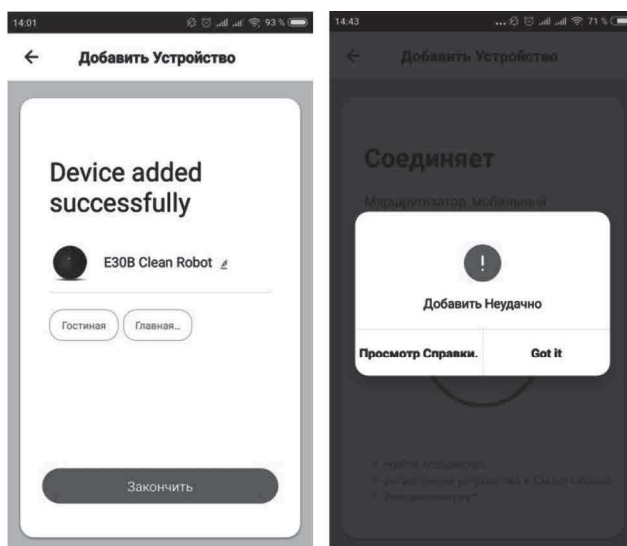 14:01
93 %
Добавить Устройство
Device added
successfully
E30B Clean Robot
Гостиная
Главная...
Закончить
14:43
... 71 %
Добавить Устройство
Соединяет
Маршрутизатор, мобильный
Добавить Неудачно
Просмотр Справки.
Got it